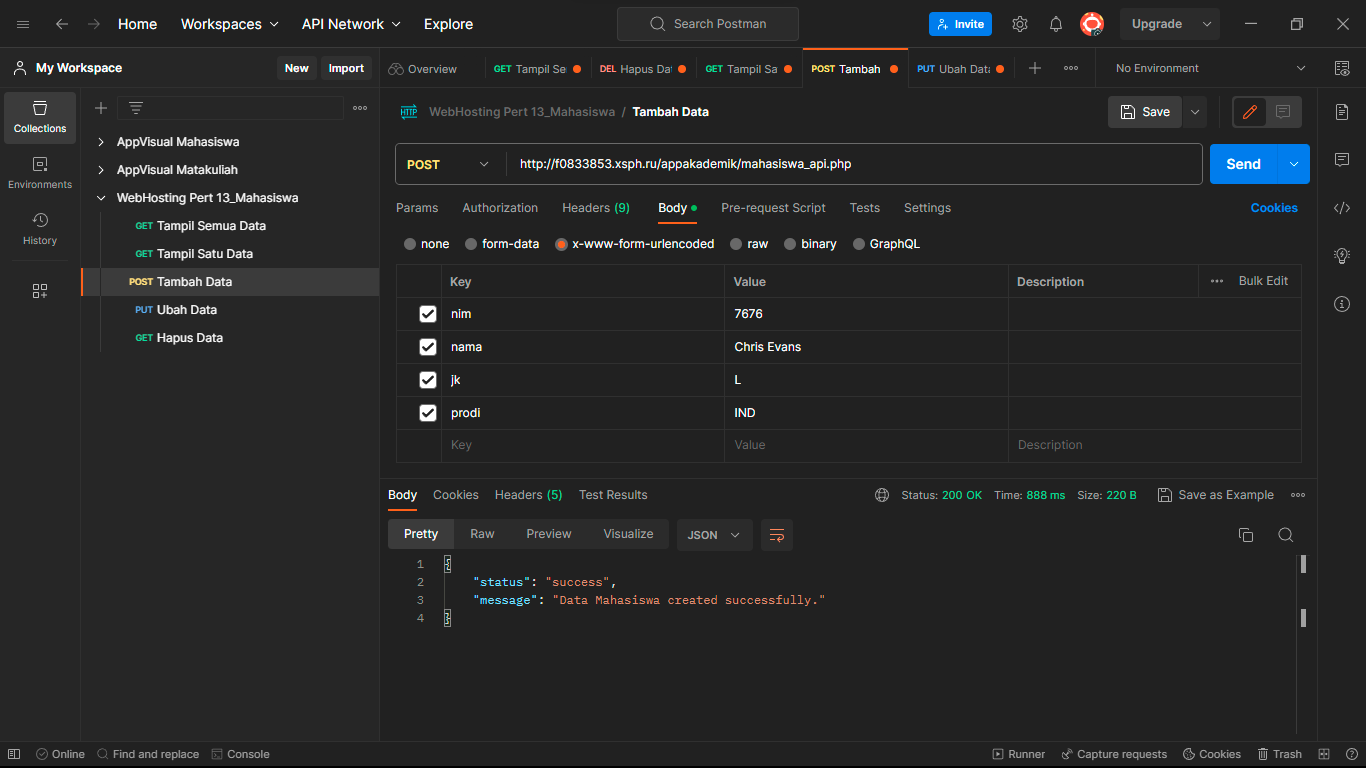 Home Workspaces API Network Explore Search Postman Invite Upgrade
My Workspace New Import
Overview GET Tampil Se DEL Hapus Da GET Tampil Sa POST Tambah PUT Ubah Data No Environment
Collections
Environments
History
AppVisual Mahasiswa
AppVisual Matakuliah
WebHosting Pert 13_Mahasiswa
GET Tampil Semua Data
GET Tampil Satu Data
POST Tambah Data
PUT Ubah Data
GET Hapus Data
HTTP WebHosting Pert 13_Mahasiswa / Tambah Data Save
POST http://f0833853.xsph.ru/appakademik/mahasiswa_api.php Send
Params Authorization Headers (9) Body Pre-request Script Tests Settings Cookies
none form-data x-www-form-urlencoded raw binary GraphQL
Key Value Description Bulk Edit
nim 7676
nama Chris Evans
jk L
prodi IND
Key Value Description
Body Cookies Headers (5) Test Results Status: 200 OK Time: 888 ms Size: 220 B Save as Example
Pretty Raw Preview Visualize JSON
1 {
2 "status": "success",
3 "message": "Data Mahasiswa created successfully."
4 }
Online Find and replace Console Runner Capture requests Cookies Trash